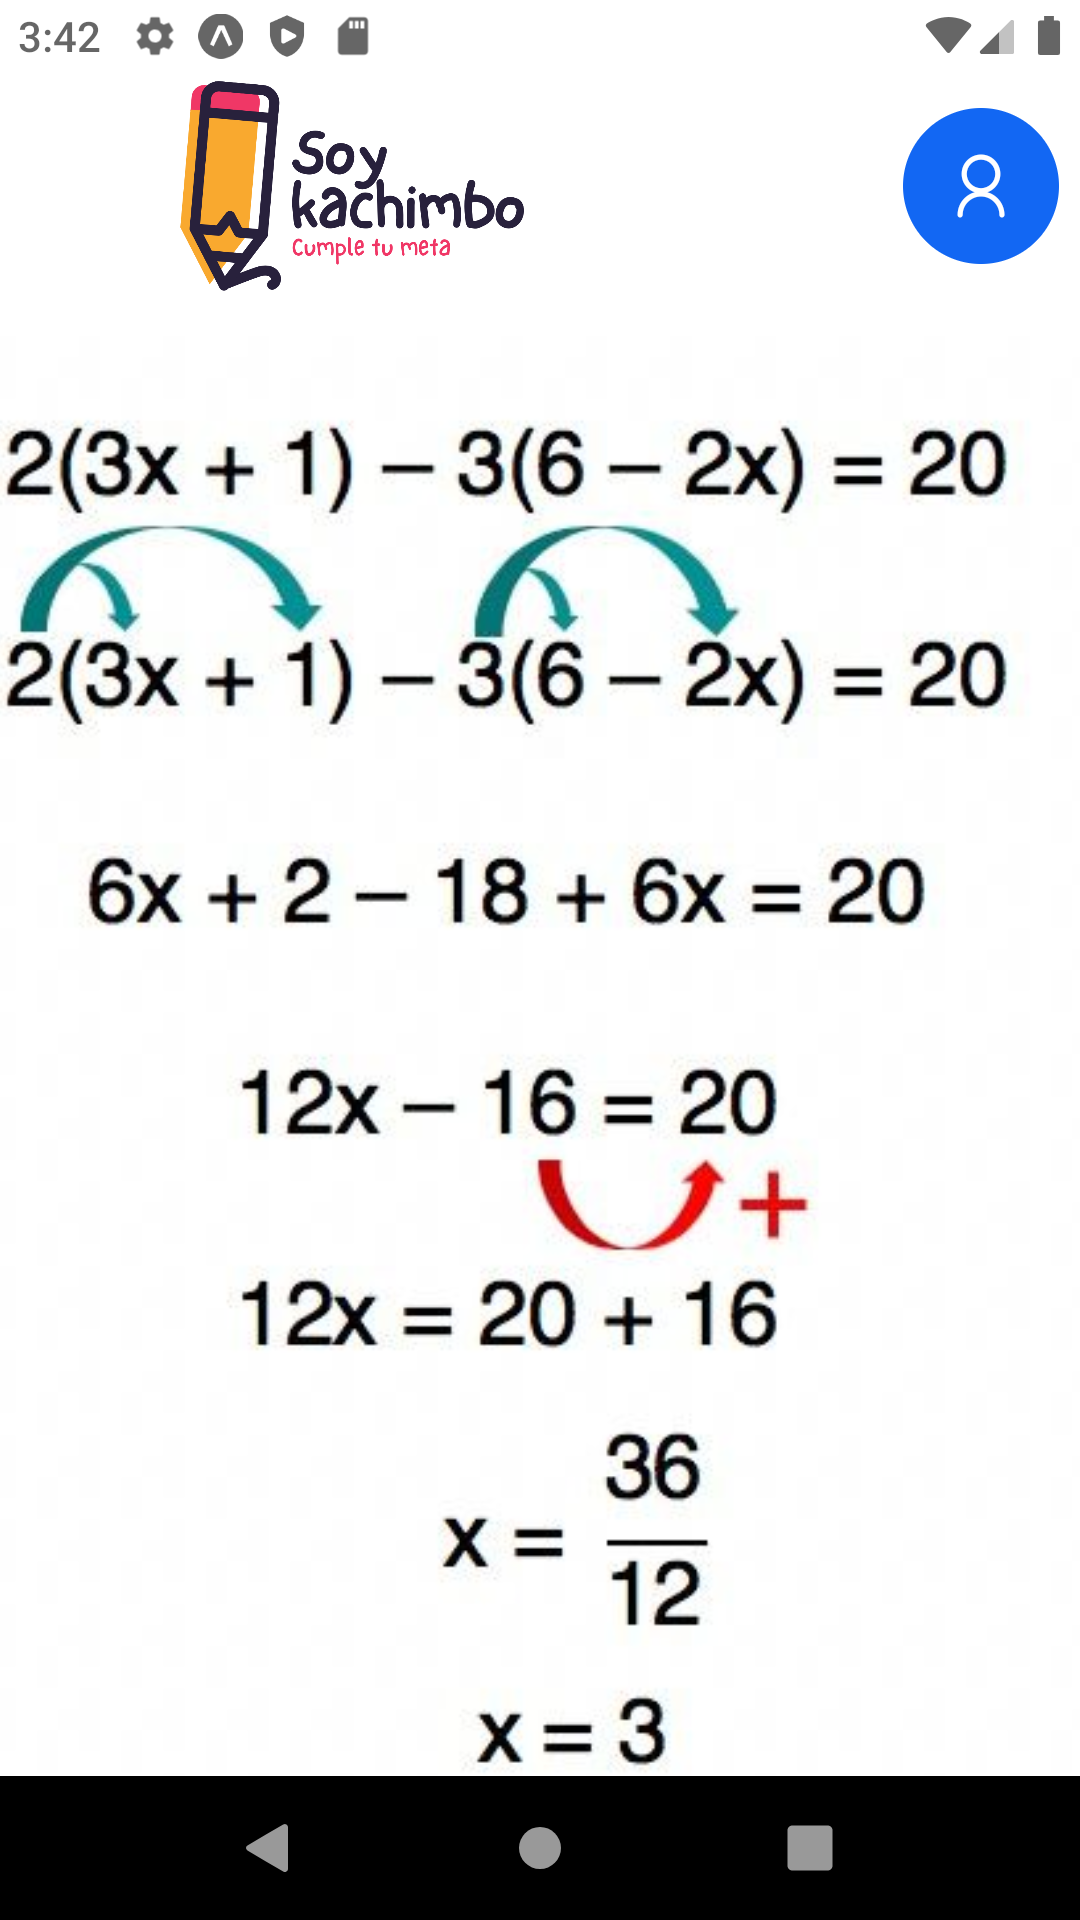 3:42
Soy
kachimbo
Cumple tu meta
2(3x + 1) – 3(6 – 2x) = 20
2(3x + 1) – 3(6 – 2x) = 20
6x + 2 – 18 + 6x = 20
12x – 16 = 20
+
12x = 20 + 16
x = 36/12
x = 3